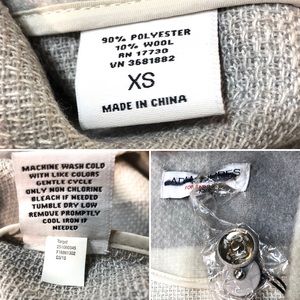 90% POLYESTER
10% WOOL
RN 17730
VN 3681882
XS
MADE IN CHINA
MACHINE WASH COLD
WITH LIKE COLORS
GENTLE CYCLE
ONLY NON CHLORINE
BLEACH IF NEEDED
TUMBLE DRY LOW
REMOVE PROMPTLY
COOL IRON IF
NEEDED
Target